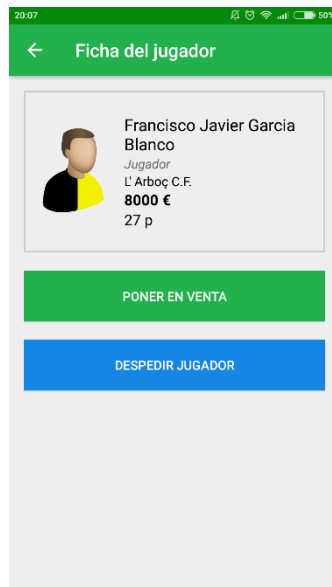 20:07 50%
Ficha del jugador
Francisco Javier Garcia
Blanco
Jugador
L' Arboç C.F.
8000 €
27 p
PONER EN VENTA
DESPEDIR JUGADOR